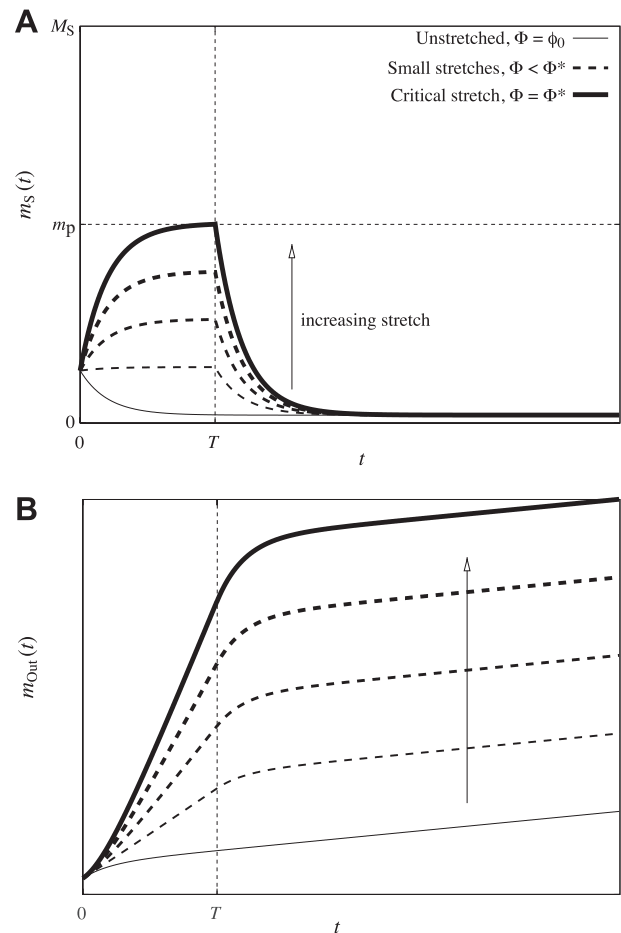 A
M_S
Unstretched, Φ = ϕ_0
Small stretches, Φ < Φ*
Critical stretch, Φ = Φ*
m_S(t)
m_P
increasing stretch
0
0
T
t
B
m_Out(t)
0
T
t